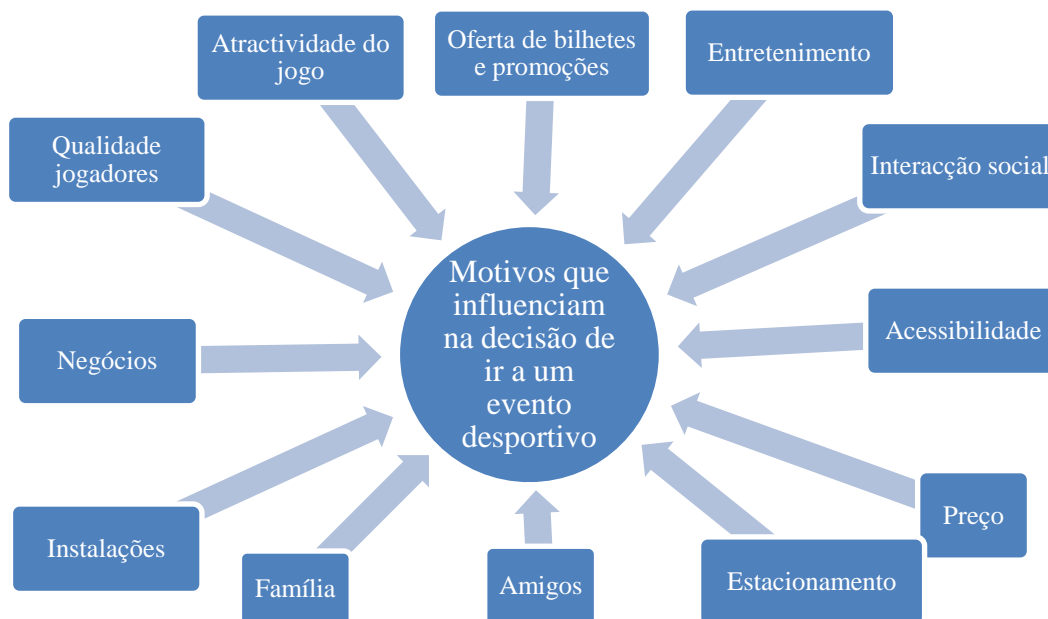 Atractividade do
jogo
Oferta de bilhetes
e promoções
Entretenimento
Qualidade
jogadores
Interacção social
Motivos que
influenciam
na decisão de
ir a um
evento
desportivo
Negócios
Acessibilidade
Instalações
Preço
Família
Amigos
Estacionamento